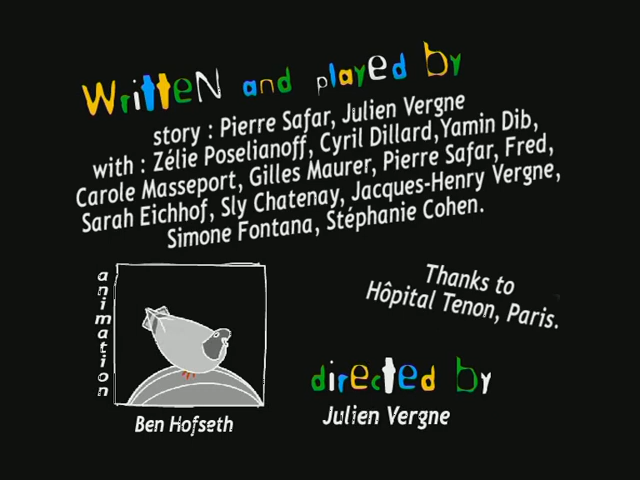 Written and played by
story : Pierre Safar, Julien Vergne
with : Zélie Poselianoff, Cyril Dillard,Yamin Dib,
Carole Masseport, Gilles Maurer, Pierre Safar, Fred,
Sarah Eichhof, Sly Chatenay, Jacques-Henry Vergne,
Simone Fontana, Stéphanie Cohen.
animation
Ben Hofseth
Thanks to
Hôpital Tenon, Paris.
directed by
Julien Vergne